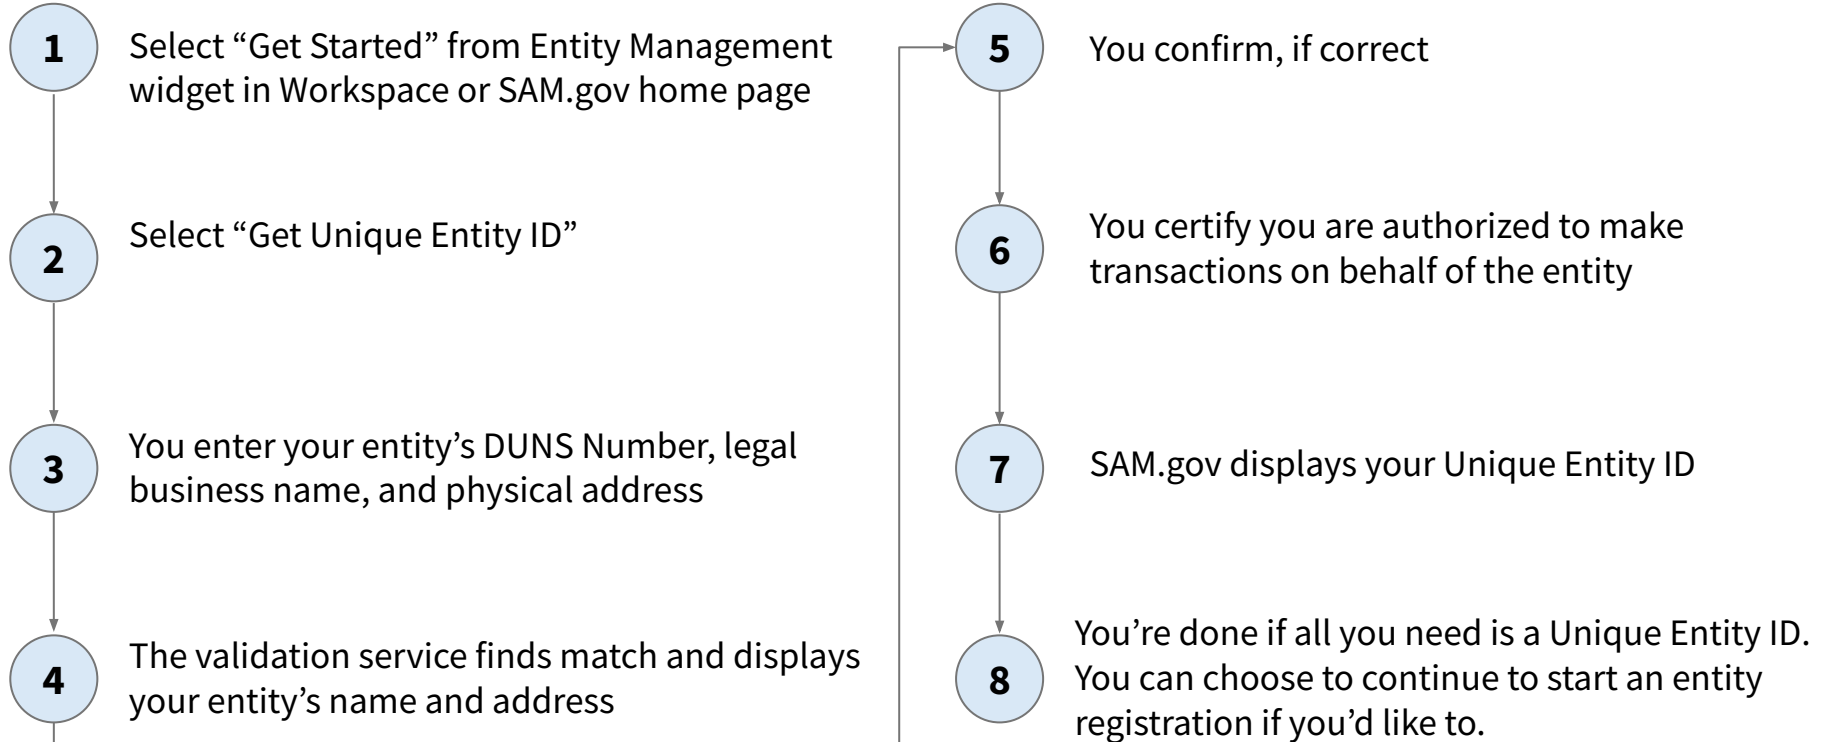 1
Select “Get Started” from Entity Management
widget in Workspace or SAM.gov home page
2
Select “Get Unique Entity ID”
3
You enter your entity’s DUNS Number, legal
business name, and physical address
4
The validation service finds match and displays
your entity’s name and address
5
You confirm, if correct
6
You certify you are authorized to make
transactions on behalf of the entity
7
SAM.gov displays your Unique Entity ID
8
You’re done if all you need is a Unique Entity ID.
You can choose to continue to start an entity
registration if you’d like to.